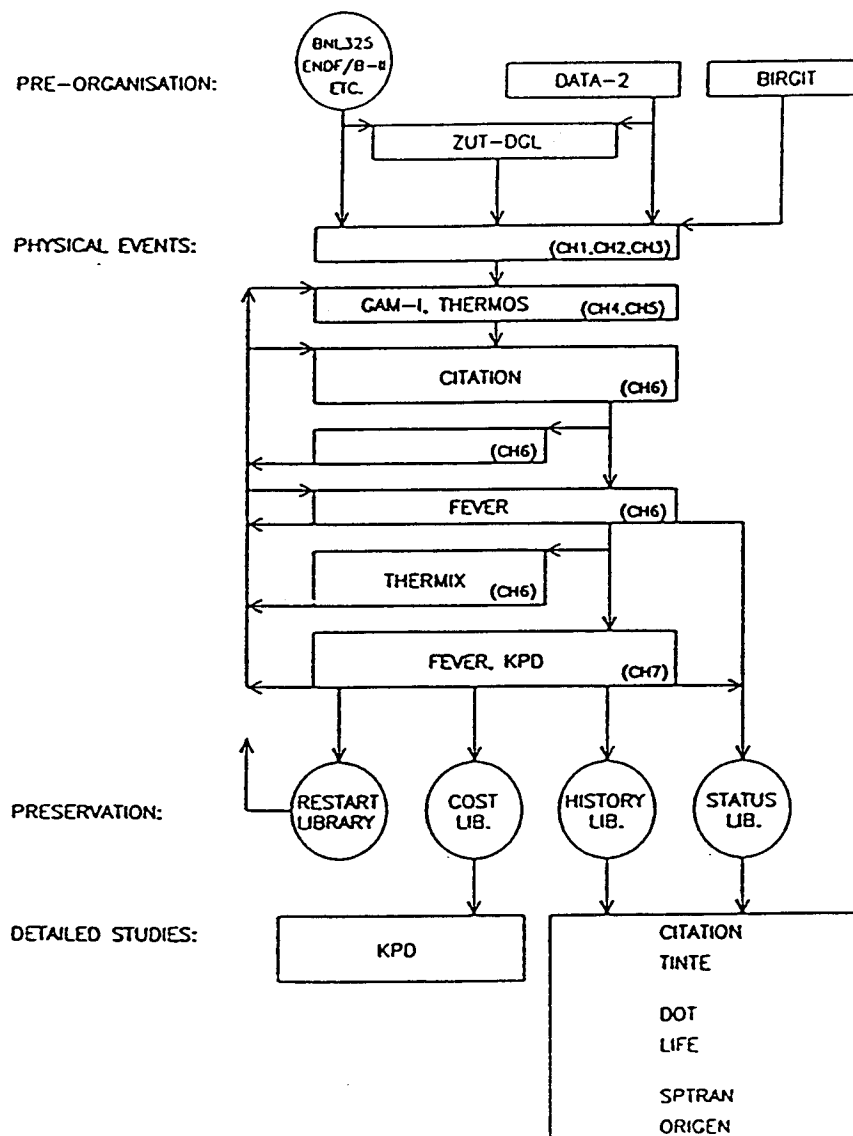 BNL325
ENDF/B-II
ETC.
PRE-ORGANISATION:
DATA-2
BIRGIT
ZUT-DGL
PHYSICAL EVENTS:
(CH1.CH2.CH3)
GAM-I. THERMOS
(CH4.CH5)
CITATION
(CH6)
(CH6)
FEVER
(CH6)
THERMIX
(CH6)
FEVER. KPD
(CH7)
PRESERVATION:
RESTART
LIBRARY
COST
LIB.
HISTORY
LIB.
STATUS
LIB.
DETAILED STUDIES:
KPD
CITATION
TINTE
DOT
LIFE
SPTRAN
ORIGEN